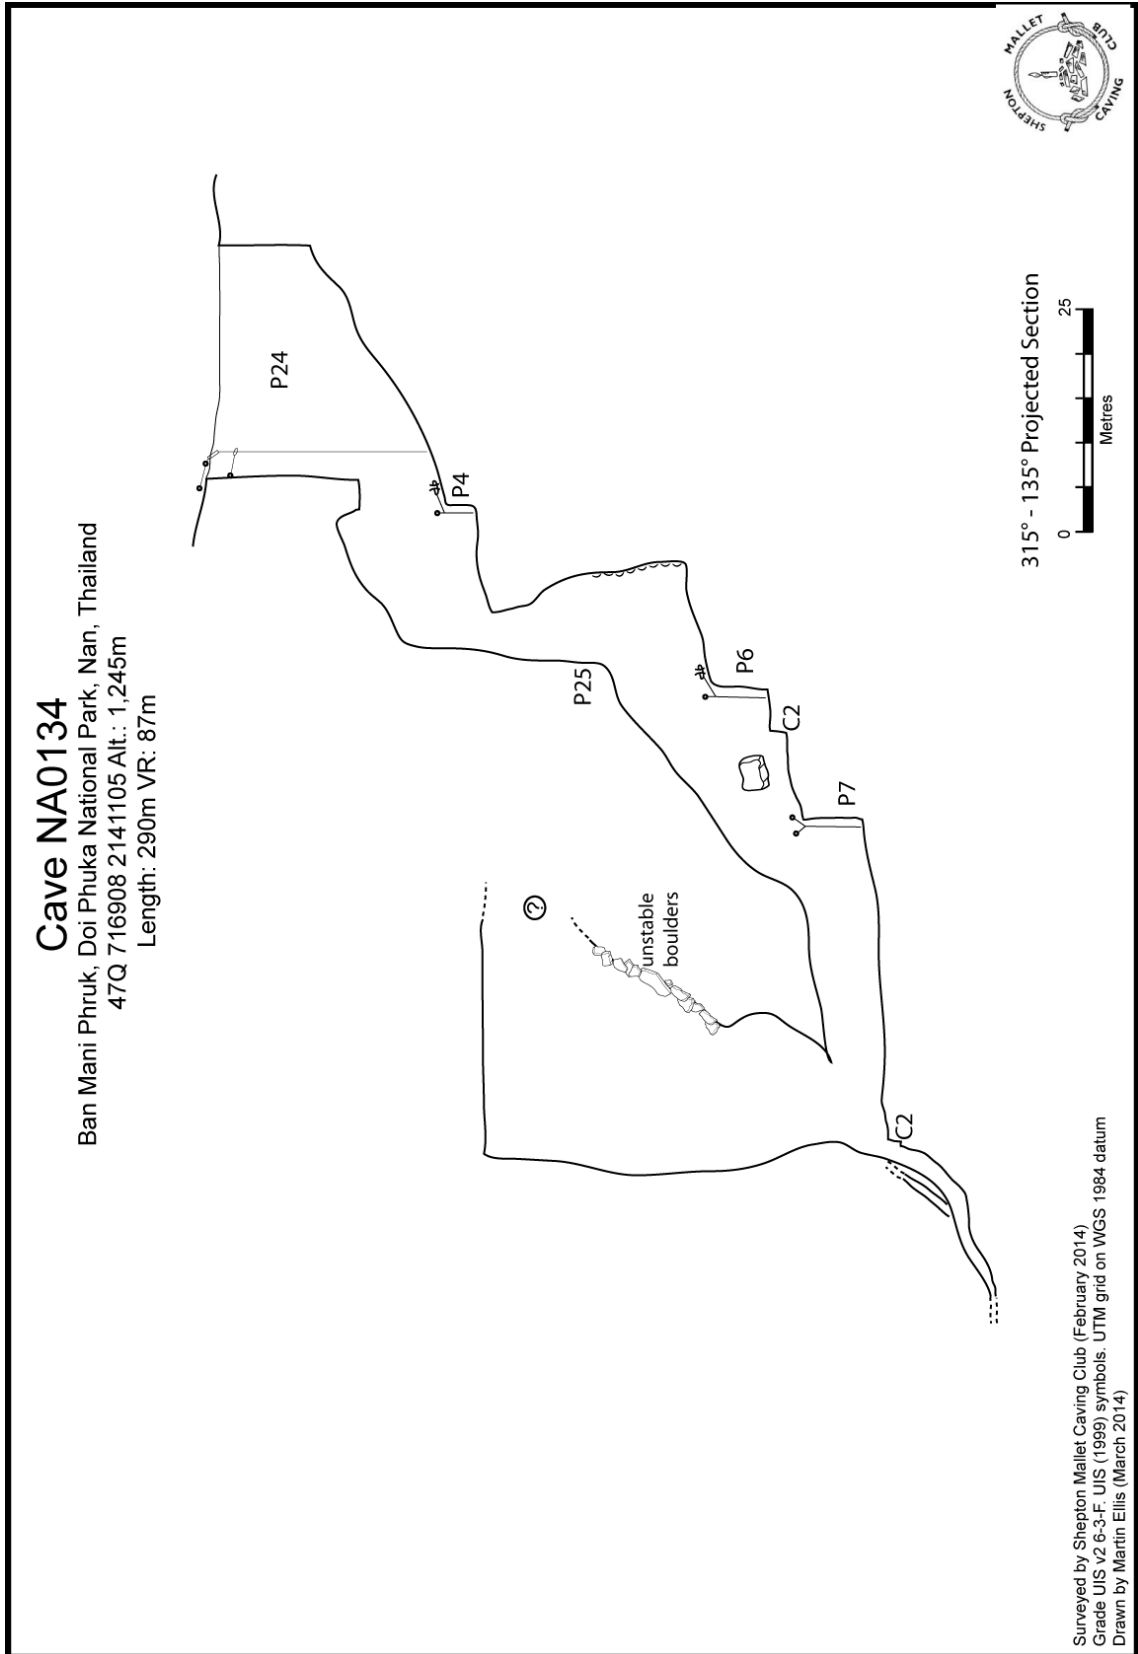 Cave NA0134
Ban Mani Phruk, Doi Phuka National Park, Nan, Thailand
47Q 716908 2141105 Alt.: 1,245m
Length: 290m VR: 87m
P24
P4
P25
P6
C2
P7
?
unstable
boulders
C2
315° - 135° Projected Section
0
25
Metres
Surveyed by Shepton Mallet Caving Club (February 2014)
Grade UIS v2 6-3-F. UIS (1999) symbols. UTM grid on WGS 1984 datum
Drawn by Martin Ellis (March 2014)
SHEPTON MALLET
CAVING CLUB